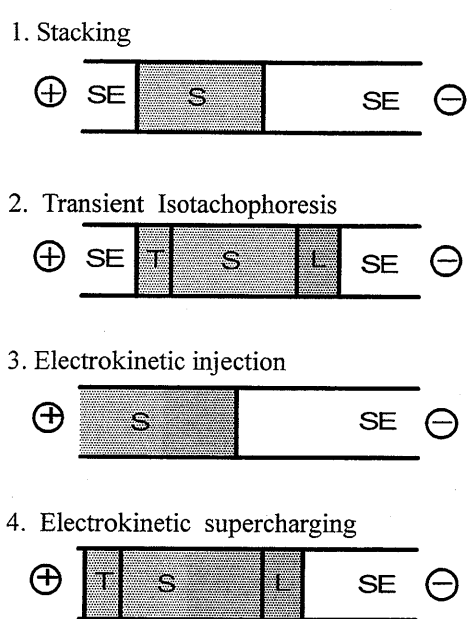 1. Stacking
⊕ SE S SE ⊖
2. Transient Isotachophoresis
⊕ SE T S L SE ⊖
3. Electrokinetic injection
⊕ S SE ⊖
4. Electrokinetic supercharging
⊕ T S L SE ⊖